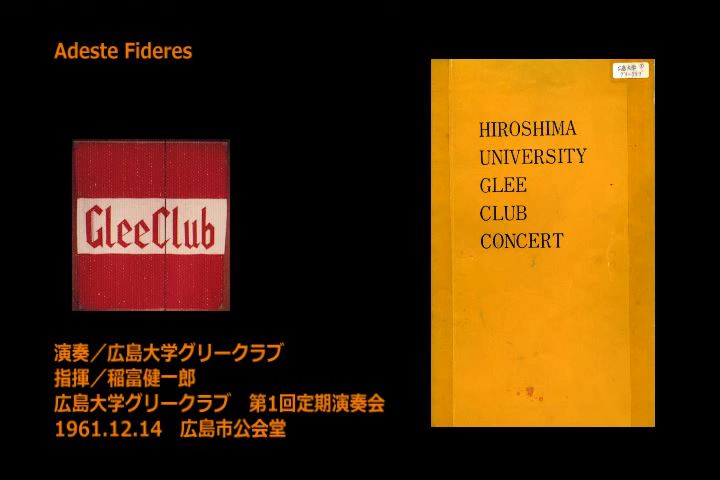 Adeste Fideres
GleeClub
HIROSHIMA
UNIVERSITY
GLEE
CLUB
CONCERT
演奏／広島大学グリークラブ
指揮／稲富健一郎
広島大学グリークラブ　第1回定期演奏会
1961.12.14　広島市公会堂